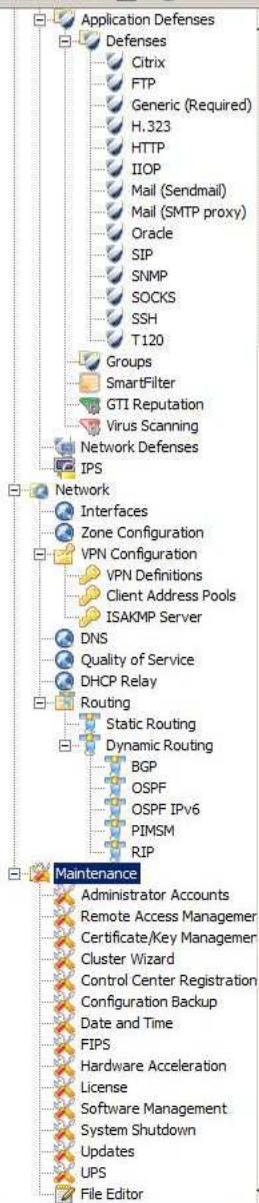 Application Defenses
Defenses
Citrix
FTP
Generic (Required)
H.323
HTTP
IIOP
Mail (Sendmail)
Mail (SMTP proxy)
Oracle
SIP
SNMP
SOCKS
SSH
T120
Groups
SmartFilter
GTI Reputation
Virus Scanning
Network Defenses
IPS
Network
Interfaces
Zone Configuration
VPN Configuration
VPN Definitions
Client Address Pools
ISAKMP Server
DNS
Quality of Service
DHCP Relay
Routing
Static Routing
Dynamic Routing
BGP
OSPF
OSPF IPv6
PIMSM
RIP
Maintenance
Administrator Accounts
Remote Access Managemer
Certificate/Key Managemer
Cluster Wizard
Control Center Registration
Configuration Backup
Date and Time
FIPS
Hardware Acceleration
License
Software Management
System Shutdown
Updates
UPS
File Editor